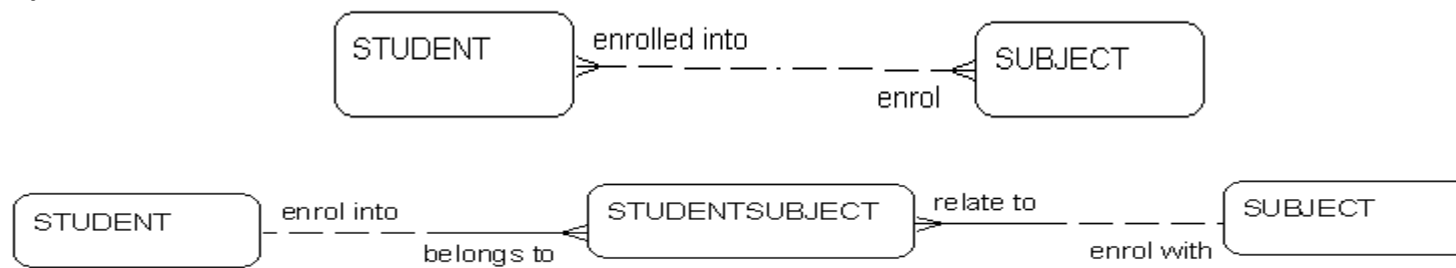 STUDENT
enrolled into
SUBJECT
enrol
STUDENT
enrol into
belongs to
STUDENTSUBJECT
relate to
enrol with
SUBJECT